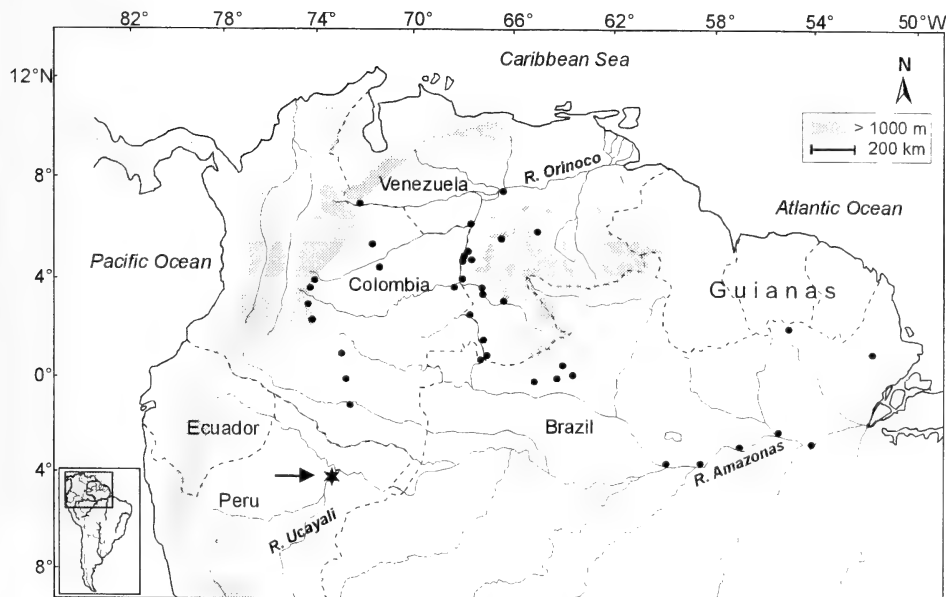 82° 78° 74° 70° 66° 62° 58° 54° 50°W
Caribbean Sea
12°N
N
> 1000 m
200 km
R. Orinoco
8°
Venezuela
Atlantic Ocean
Pacific Ocean
4°
Colombia
Guianas
0°
Ecuador
Brazil
4°
R. Amazonas
Peru
R. Ucayali
8°